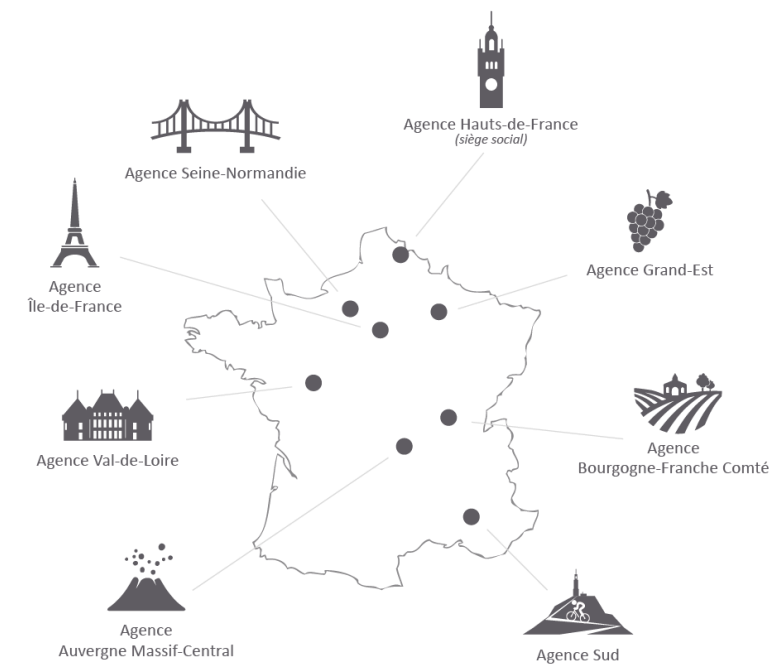 Agence Hauts-de-France
(siège social)
Agence Seine-Normandie
Agence Grand-Est
Agence
Île-de-France
Agence Val-de-Loire
Agence
Bourgogne-Franche Comté
Agence
Auvergne Massif-Central
Agence Sud